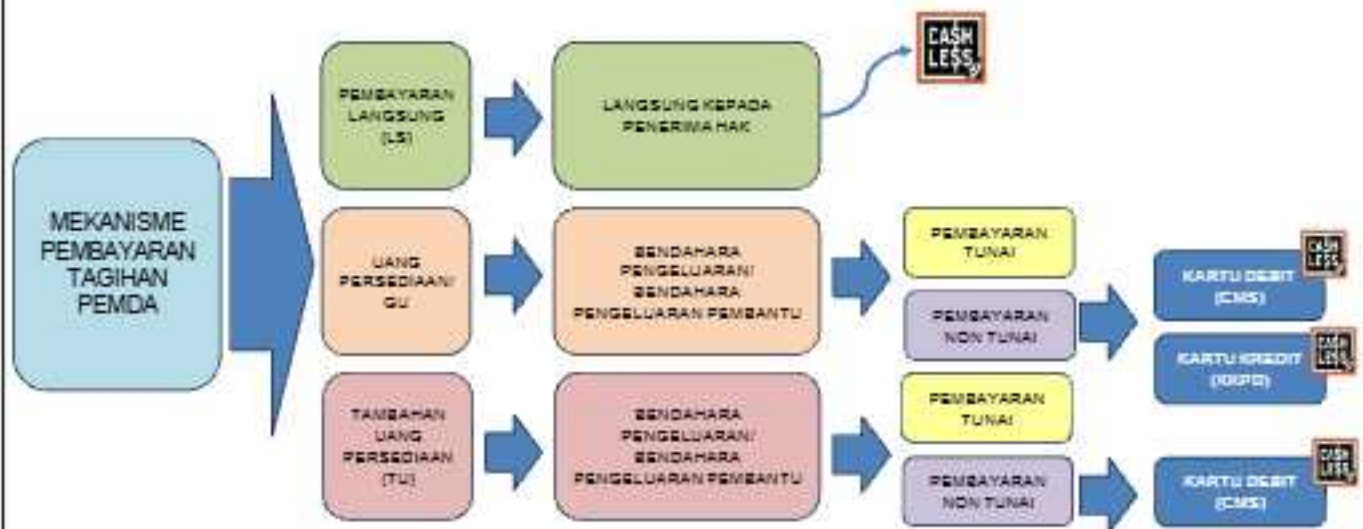 MEKANISME
PEMBAYARAN
TAGIHAN
PEMDA
PEMBAYARAN
LANGSUNG
(LS)
LANGSUNG KEPADA
PENERIMA HAK
CASH
LESS
UANG
PERSEDIAAN/
GU
BENDAHARA
PENGELUARAN/
BENDAHARA
PENGELUARAN PEMBANTU
PEMBAYARAN
TUNAI
PEMBAYARAN
NON TUNAI
KARTU DEBIT
(CMS)
CASH
LESS
KARTU KREDIT
(KKPD)
CASH
LESS
TAMBAHAN
UANG
PERSEDIAAN
(TU)
BENDAHARA
PENGELUARAN/
BENDAHARA
PENGELUARAN PEMBANTU
PEMBAYARAN
TUNAI
PEMBAYARAN
NON TUNAI
KARTU DEBIT
(CMS)
CASH
LESS